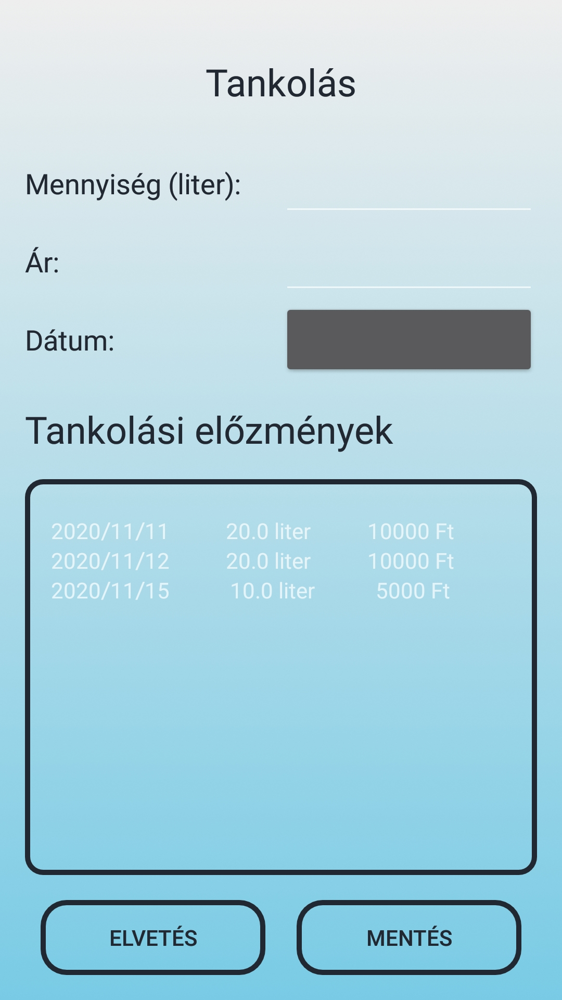 Tankolás
Mennyiség (liter):
Ár:
Dátum:
Tankolási előzmények
2020/11/11 20.0 liter 10000 Ft
2020/11/12 20.0 liter 10000 Ft
2020/11/15 10.0 liter 5000 Ft
ELVETÉS MENTÉS